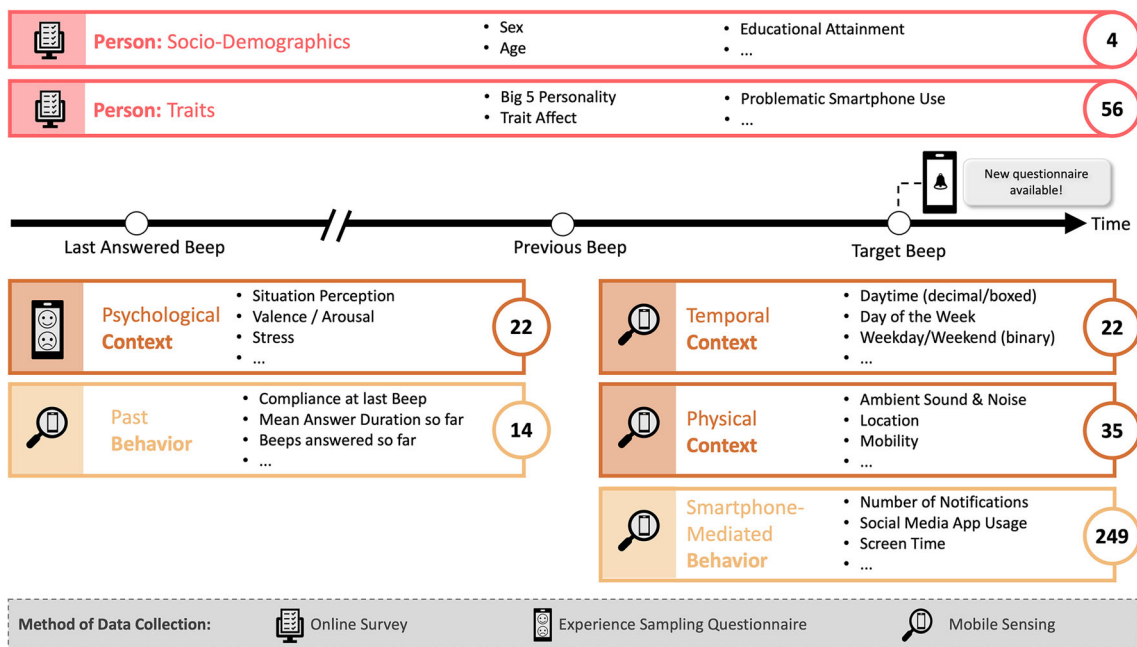 Person: Socio-Demographics
• Sex
• Age
• Educational Attainment
• ...
4
Person: Traits
• Big 5 Personality
• Trait Affect
• Problematic Smartphone Use
• ...
56
New questionnaire
available!
Time
Last Answered Beep
Previous Beep
Target Beep
Psychological
Context
• Situation Perception
• Valence / Arousal
• Stress
• ...
22
Temporal
Context
• Daytime (decimal/boxed)
• Day of the Week
• Weekday/Weekend (binary)
• ...
22
Past
Behavior
• Compliance at last Beep
• Mean Answer Duration so far
• Beeps answered so far
• ...
14
Physical
Context
• Ambient Sound & Noise
• Location
• Mobility
• ...
35
Smartphone-
Mediated
Behavior
• Number of Notifications
• Social Media App Usage
• Screen Time
• ...
249
Method of Data Collection:
Online Survey
Experience Sampling Questionnaire
Mobile Sensing